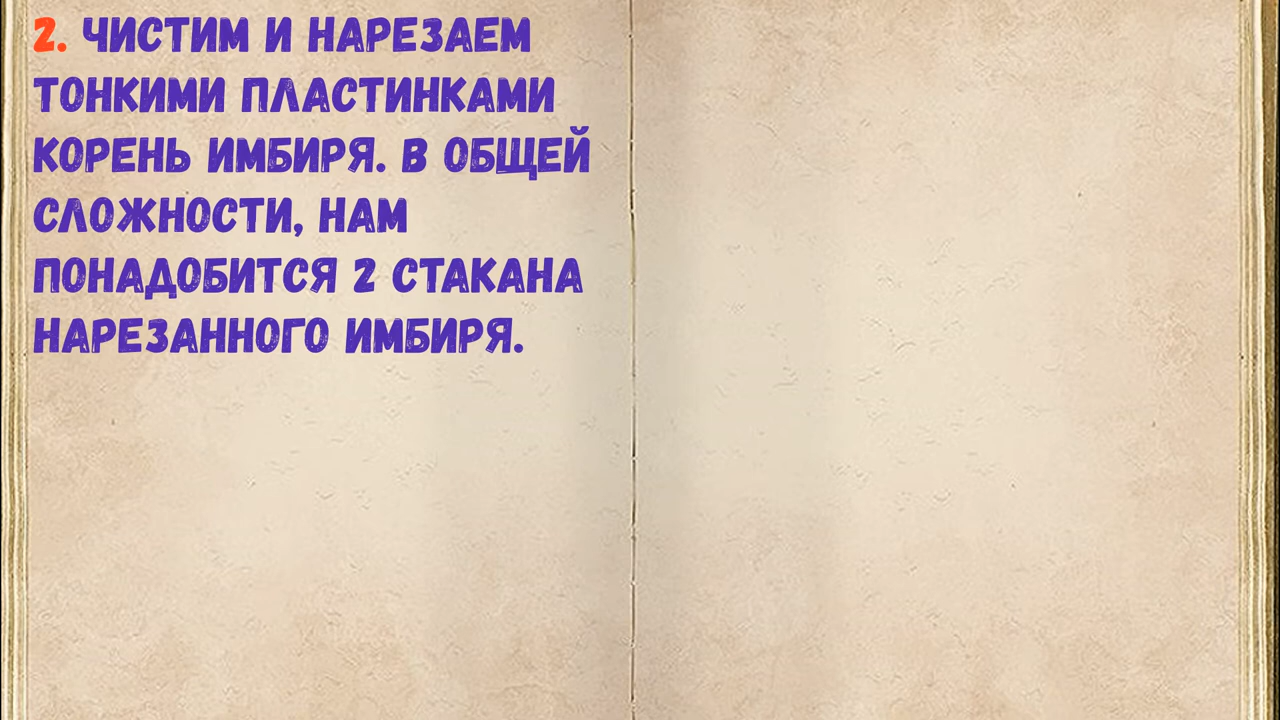 2. ЧИСТИМ И НАРЕЗАЕМ
ТОНКИМИ ПЛАСТИНКАМИ
КОРЕНЬ ИМБИРЯ. В ОБЩЕЙ
СЛОЖНОСТИ, НАМ
ПОНАДОБИТСЯ 2 СТАКАНА
НАРЕЗАННОГО ИМБИРЯ.